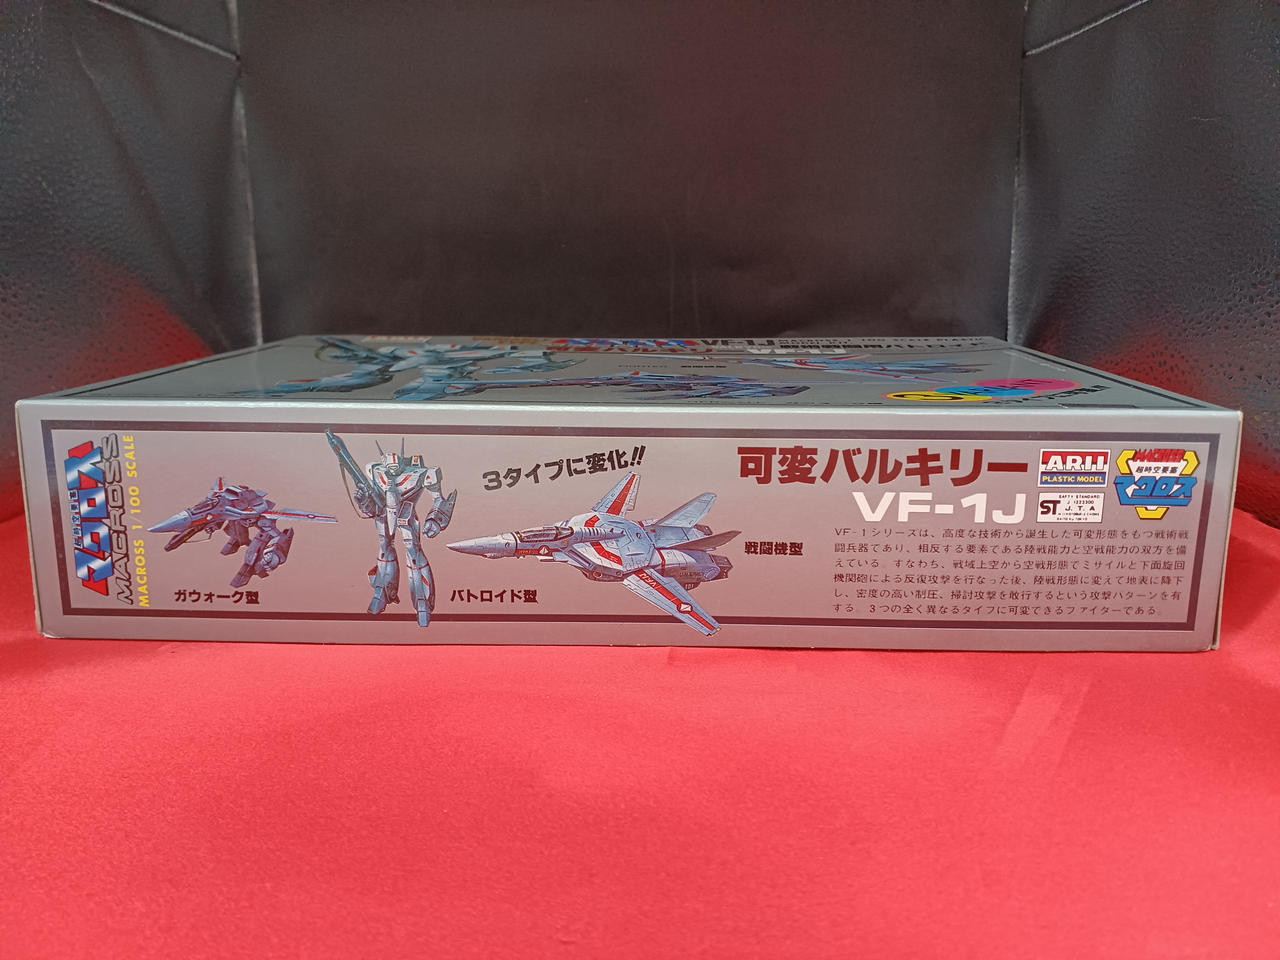 超時空要塞
マクロス
MACROSS
MACROSS 1/100 SCALE
ガウォーク型
バトロイド型
3タイプに変化!!
戦闘機型
可変バルキリー
VF-1J
ARII
PLASTIC MODEL
SAFTY STANDARD
ST
J.T.A
MACROSS
超時空要塞
マクロス
VF-1シリーズは、高度な技術から誕生した可変形態をもつ戦術戦
闘兵器であり、相反する要素である陸戦能力と空戦能力の双方を備
えている。すなわち、戦域上空から空戦形態でミサイルと下面旋回
機関砲による反復攻撃を行なった後、陸戦形態に変えて地表に降下
し、密度の高い制圧、掃討攻撃を敢行するという攻撃パターンを有
する。3つの全く異なるタイプに可変できるファイターである。